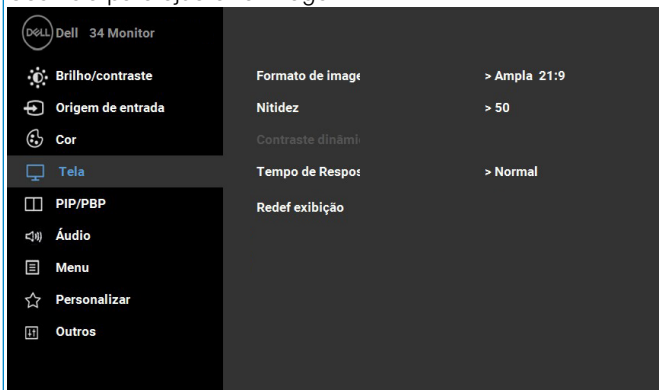 DELL Dell 34 Monitor
Brilho/contraste
Formato de image
> Ampla 21:9
Origem de entrada
Nitidez
> 50
Cor
Contraste dinâmi
Tela
Tempo de Respos
> Normal
PIP/PBP
Redef exibição
Áudio
Menu
Personalizar
Outros